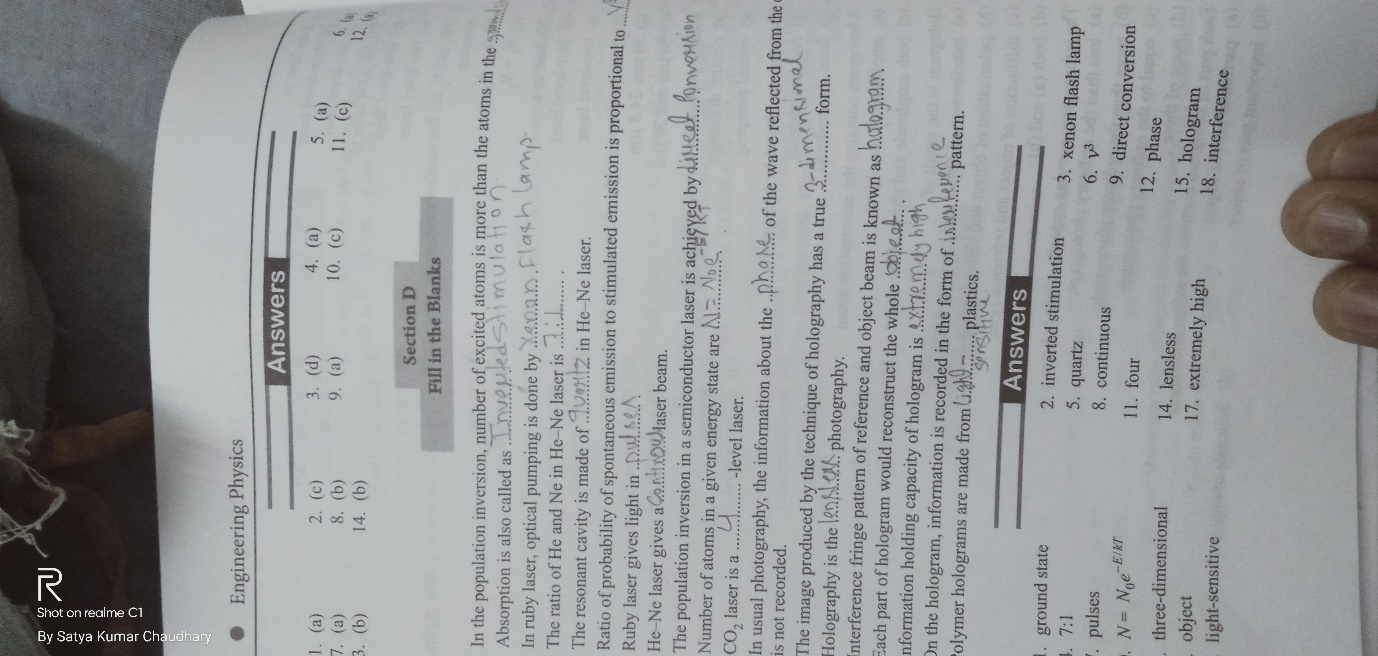 ● Engineering Physics
Answers
1. (a) 2. (c) 3. (d) 4. (a) 5. (a) 6. (a)
7. (a) 8. (b) 9. (a) 10. (c) 11. (c) 12. (a)
3. (b) 14. (b)
Section D
Fill in the Blanks
In the population inversion, number of excited atoms is more than the atoms in the
Absorption is also called as Inverted stimulation.
In ruby laser, optical pumping is done by xenon flash lamp.
The ratio of He and Ne in He–Ne laser is 7:1.
The resonant cavity is made of quartz in He–Ne laser.
Ratio of probability of spontaneous emission to stimulated emission is proportional to
Ruby laser gives light in pulses
He–Ne laser gives a laser beam.
The population inversion in a semiconductor laser is achieved by direct conversion
Number of atoms in a given energy state are N = N₀e^-E/KT
CO₂ laser is a 4 -level laser.
In usual photography, the information about the phase of the wave reflected from the
is not recorded.
The image produced by the technique of holography has a true 3-dimensional form.
Holography is the lensless photography.
nterference fringe pattern of reference and object beam is known as hologram.
Each part of hologram would reconstruct the whole object.
nformation holding capacity of hologram is extremely high
On the hologram, information is recorded in the form of interference pattern.
Polymer holograms are made from light-sensitive plastics.
Answers
1. ground state 2. inverted stimulation 3. xenon flash lamp
4. 7:1 5. quartz 6. ν³
7. pulses 8. continuous 9. direct conversion
. N = N₀e^–E/kT 11. four 12. phase
. three-dimensional 14. lensless 15. hologram
object 17. extremely high 18. interference
light-sensitive
R
Shot on realme C1
By Satya Kumar Chaudhary